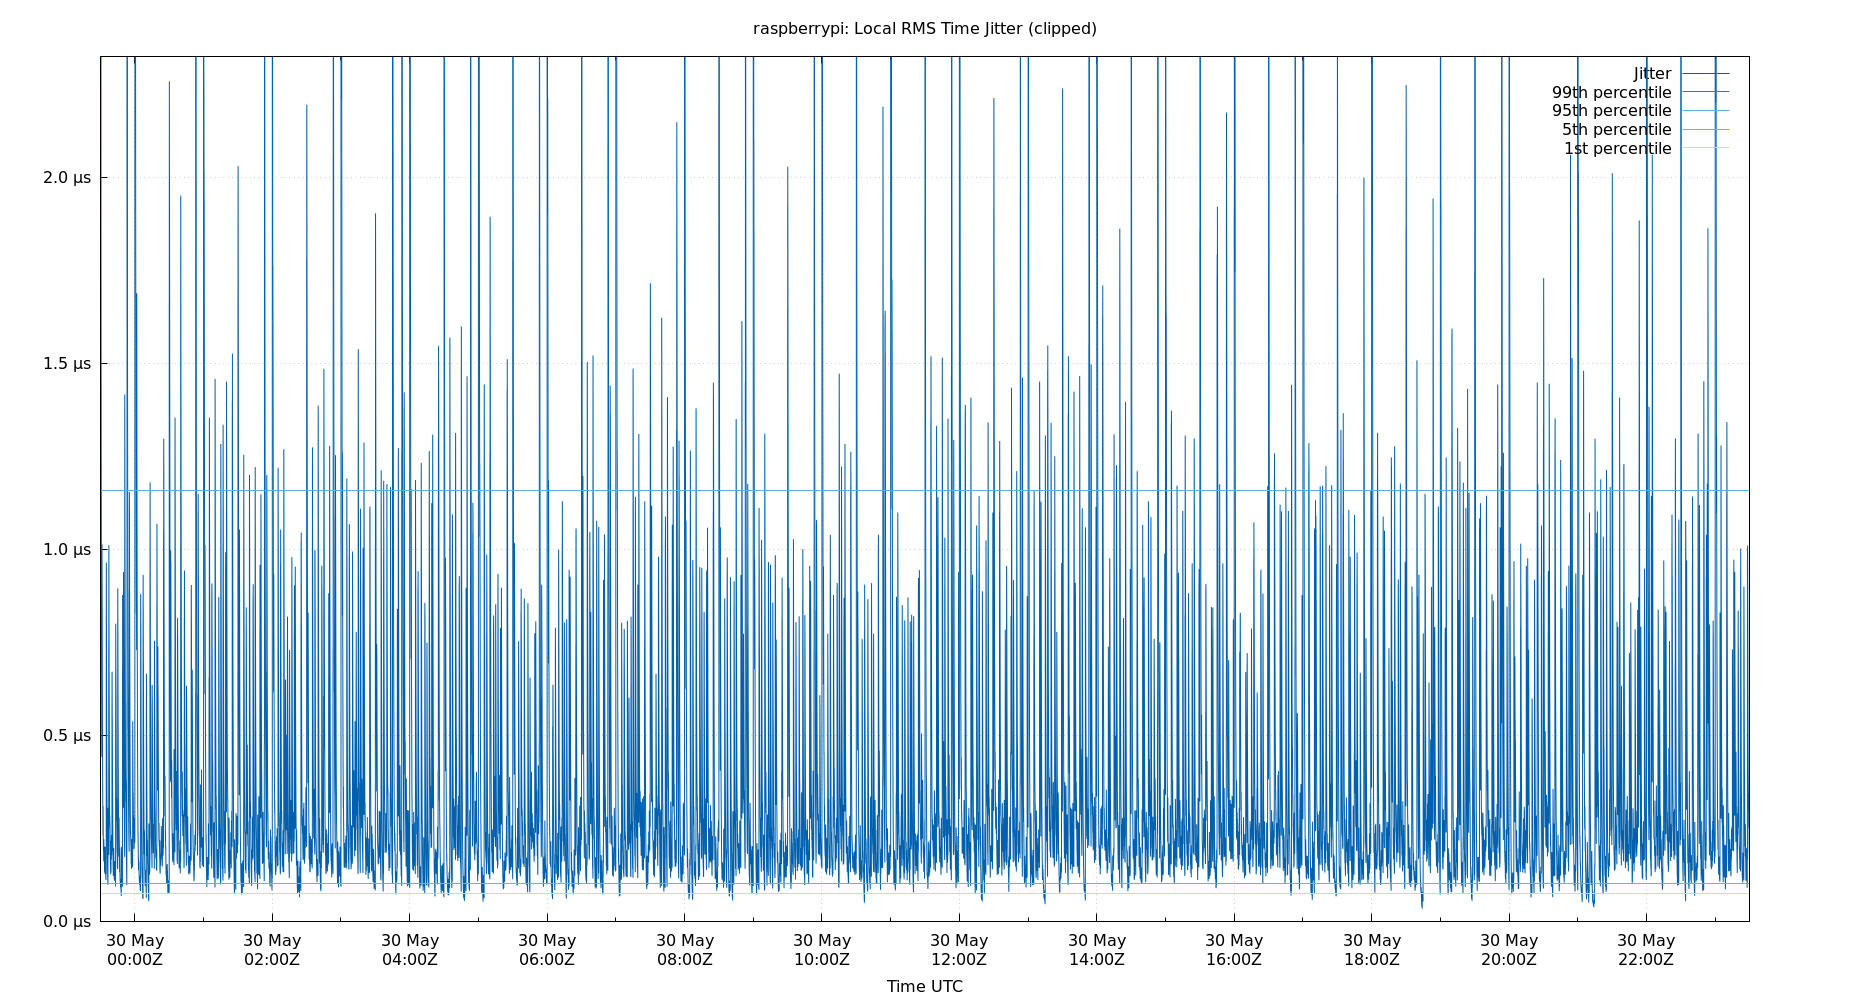 raspberrypi: Local RMS Time Jitter (clipped)
Jitter
99th percentile
95th percentile
5th percentile
1st percentile
2.0 µs
1.5 µs
1.0 µs
0.5 µs
0.0 µs
30 May 30 May 30 May 30 May 30 May 30 May 30 May 30 May 30 May 30 May 30 May 30 May
00:00Z 02:00Z 04:00Z 06:00Z 08:00Z 10:00Z 12:00Z 14:00Z 16:00Z 18:00Z 20:00Z 22:00Z
Time UTC